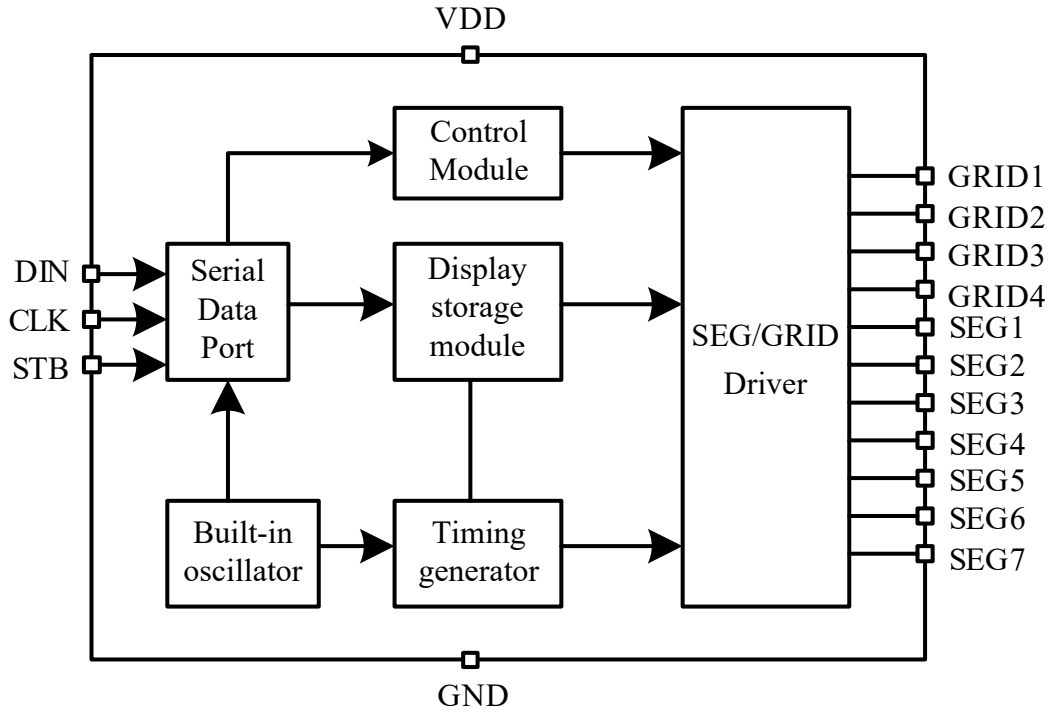 VDD
Control
Module
GRID1
GRID2
GRID3
GRID4
SEG1
SEG2
SEG3
SEG4
SEG5
SEG6
SEG7
DIN
CLK
STB
Serial
Data
Port
Display
storage
module
SEG/GRID
Driver
Built-in
oscillator
Timing
generator
GND